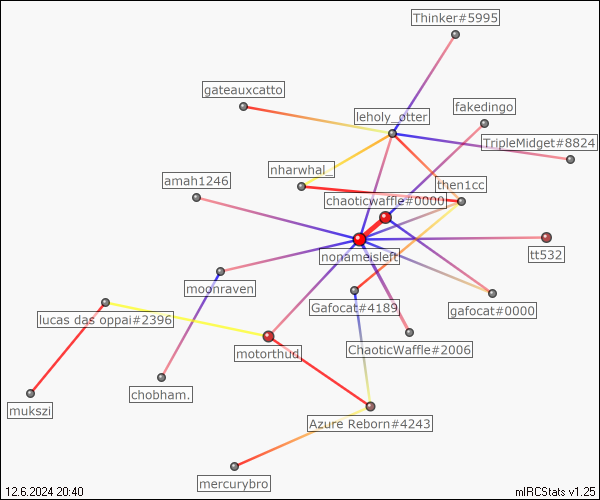 Thinker#5995
gateauxcatto
fakedingo
leholy_otter
TripleMidget#8824
nharwhal_
amah1246
then1cc
chaoticwaffle#0000
nonameisleft
tt532
moonraven
Gafocat#4189
gafocat#0000
lucas das oppai#2396
motorthud
ChaoticWaffle#2006
chobham.
mukszi
Azure Reborn#4243
mercurybro
12.6.2024 20:40
mIRCStats v1.25